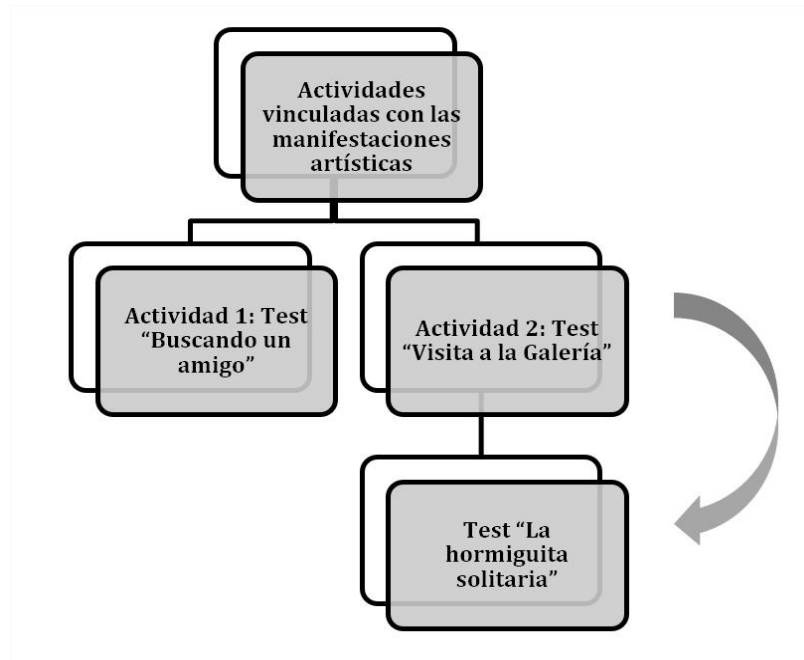 Actividades
vinculadas con las
manifestaciones
artísticas
Actividad 1: Test
“Buscando un
amigo”
Actividad 2: Test
“Visita a la Galería”
Test “La
hormiguita
solitaria”